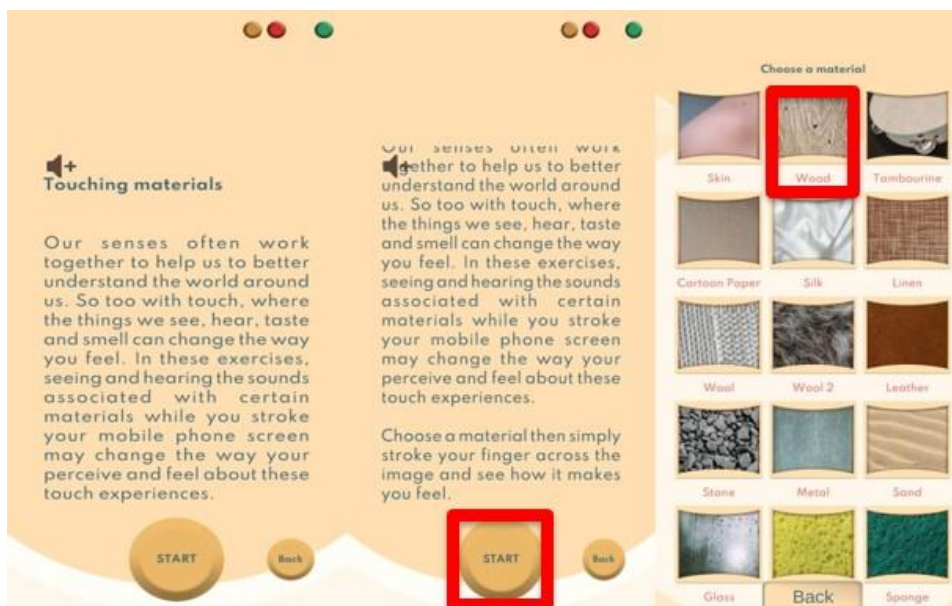 Touching materials
Our senses often work
together to help us to better
understand the world around
us. So too with touch, where
the things we see, hear, taste
and smell can change the way
you feel. In these exercises,
seeing and hearing the sounds
associated with certain
materials while you stroke
your mobile phone screen
may change the way your
perceive and feel about these
touch experiences.
START
Back
Our senses often work
gether to help us to better
understand the world around
us. So too with touch, where
the things we see, hear, taste
and smell can change the way
you feel. In these exercises,
seeing and hearing the sounds
associated with certain
materials while you stroke
your mobile phone screen
may change the way your
perceive and feel about these
touch experiences.
Choose a material then simply
stroke your finger across the
image and see how it makes
you feel.
START
Back
Choose a material
Skin Wood Tambourine
Cartoon Paper Silk Linen
Wool Wool 2 Leather
Stone Metal Sand
Glass Back Sponge